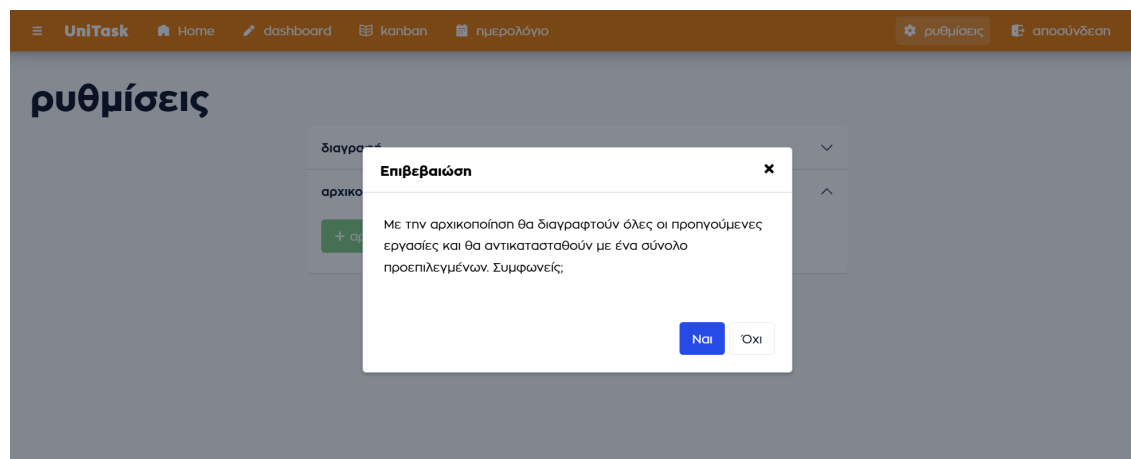 UniTask Home dashboard kanban ημερολόγιο ρυθμίσεις αποσύνδεση
ρυθμίσεις
Επιβεβαιώση
Με την αρχικοποίηση θα διαγραφτούν όλες οι προηγούμενες
εργασίες και θα αντικατασταθούν με ένα σύνολο
προεπιλεγμένων. Συμφωνείς;
Ναι Όχι